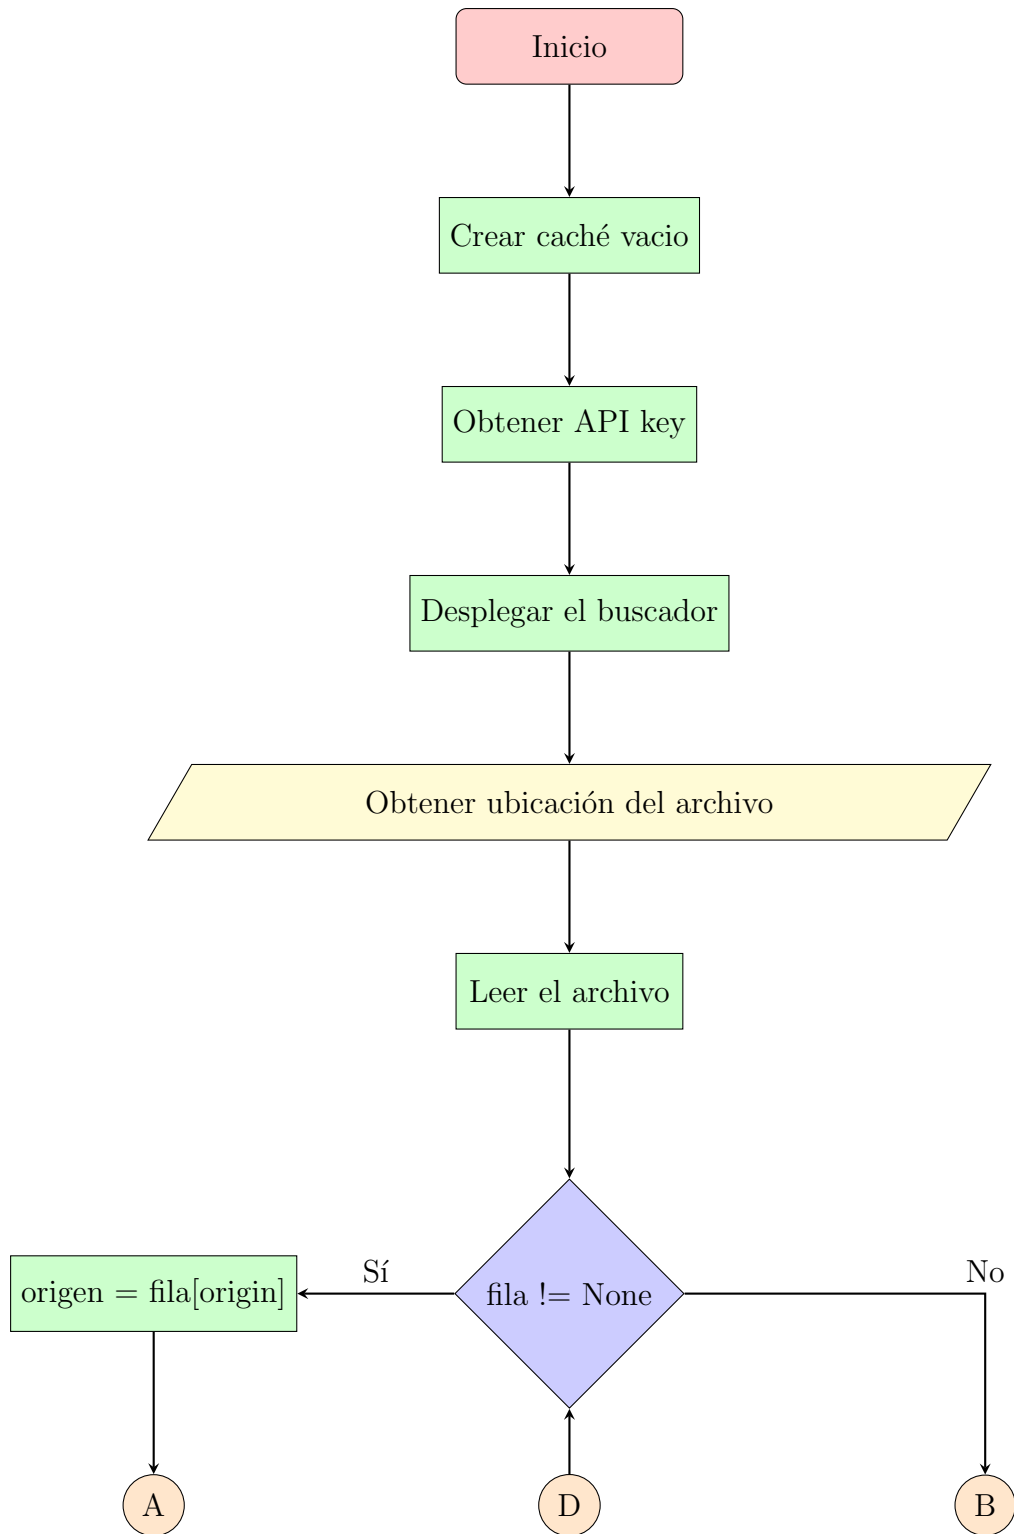 Inicio
Crear caché vacio
Obtener API key
Desplegar el buscador
Obtener ubicación del archivo
Leer el archivo
origen = fila[origin]
Sí
fila != None
No
A
D
B